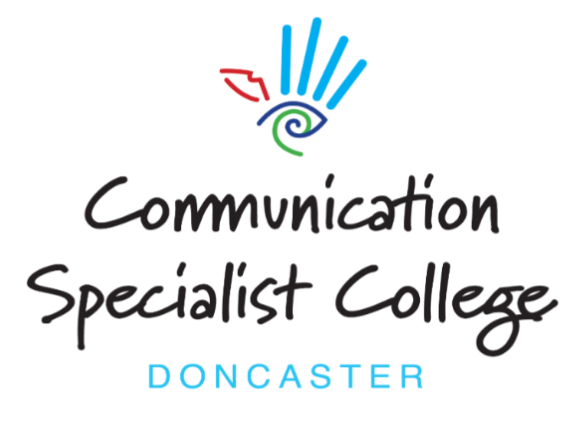 Communication
Specialist College
DONCASTER